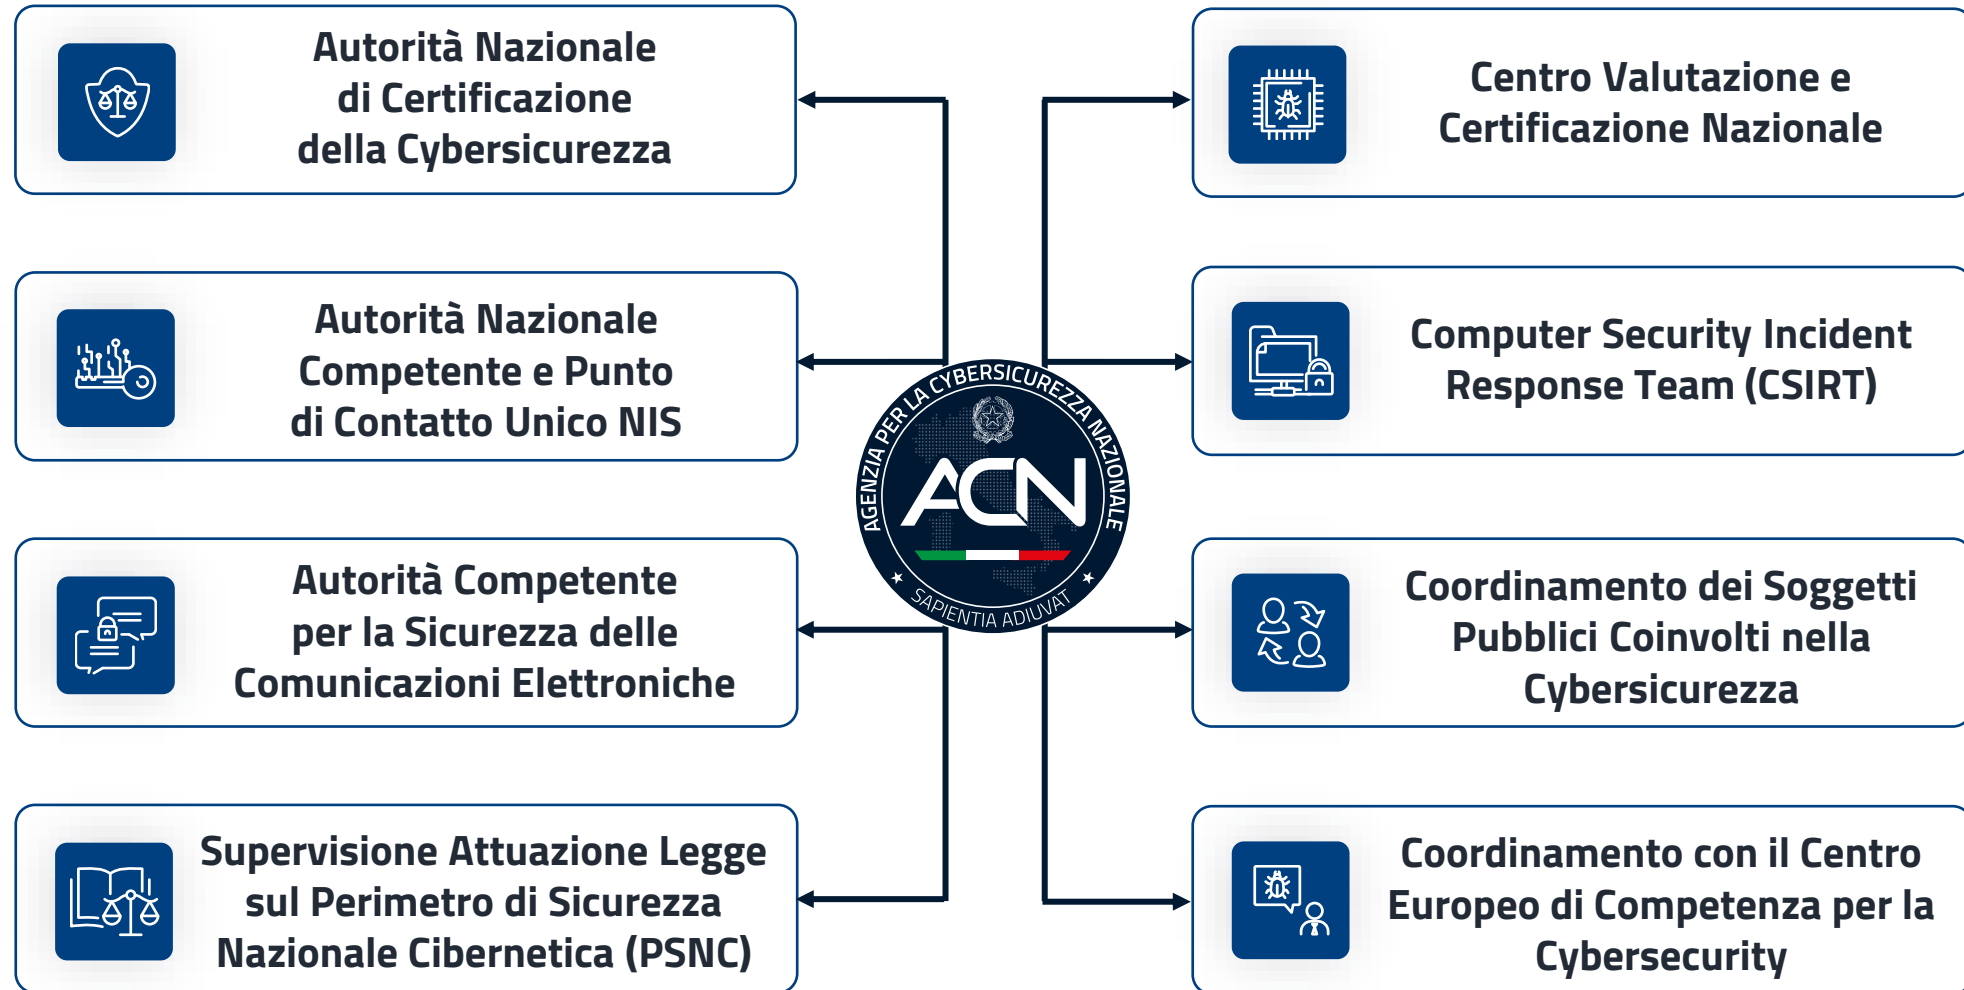 Autorità Nazionale
di Certificazione
della Cybersicurezza
Autorità Nazionale
Competente e Punto
di Contatto Unico NIS
Autorità Competente
per la Sicurezza delle
Comunicazioni Elettroniche
Supervisione Attuazione Legge
sul Perimetro di Sicurezza
Nazionale Cibernetica (PSNC)
AGENZIA PER LA CYBERSICUREZZA NAZIONALE
ACN
SAPIENTIA ADIUVAT
Centro Valutazione e
Certificazione Nazionale
Computer Security Incident
Response Team (CSIRT)
Coordinamento dei Soggetti
Pubblici Coinvolti nella
Cybersicurezza
Coordinamento con il Centro
Europeo di Competenza per la
Cybersecurity